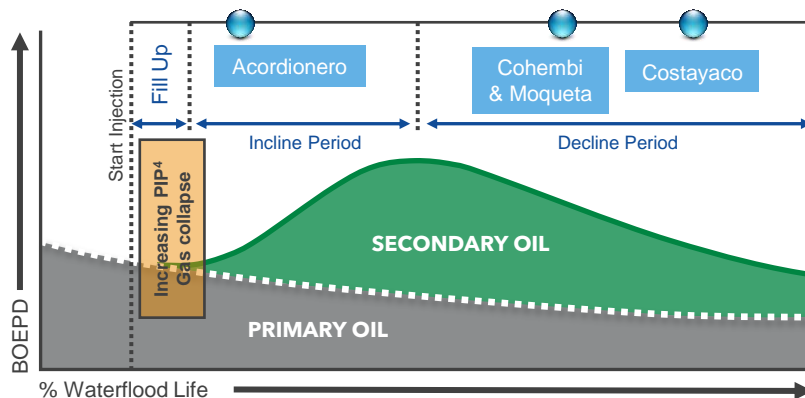 Acordionero
Cohembi
& Moqueta
Costayaco
Start Injection
Fill Up
Incline Period
Decline Period
Increasing PIP⁴
Gas collapse
SECONDARY OIL
PRIMARY OIL
BOEPD
% Waterflood Life